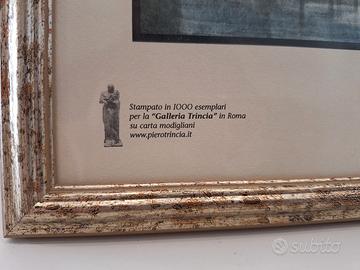 Stampato in 1000 esemplari
per la "Galleria Trincia" in Roma
su carta modigliani
www.pierotrincia.it
subito